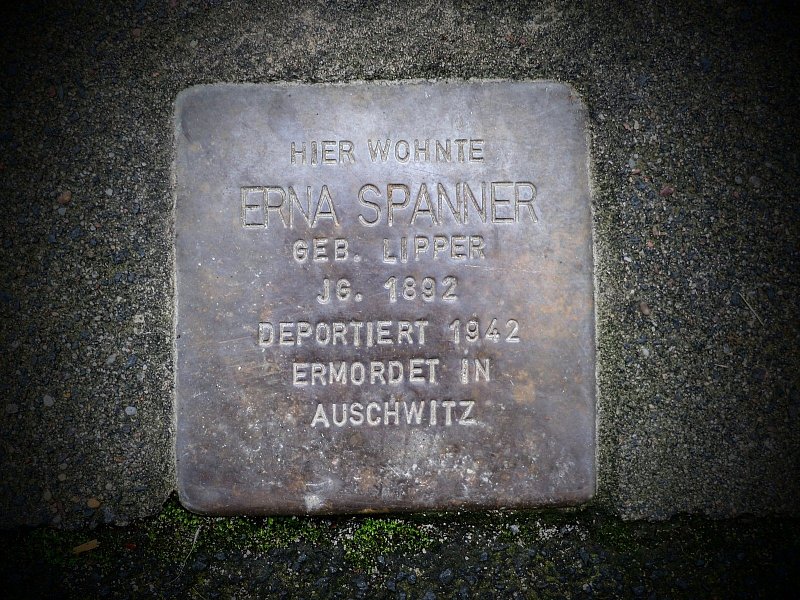 HIER WOHNTE
ERNA SPANNER
GEB. LIPPER
JG. 1892
DEPORTIERT 1942
ERMORDET IN
AUSCHWITZ